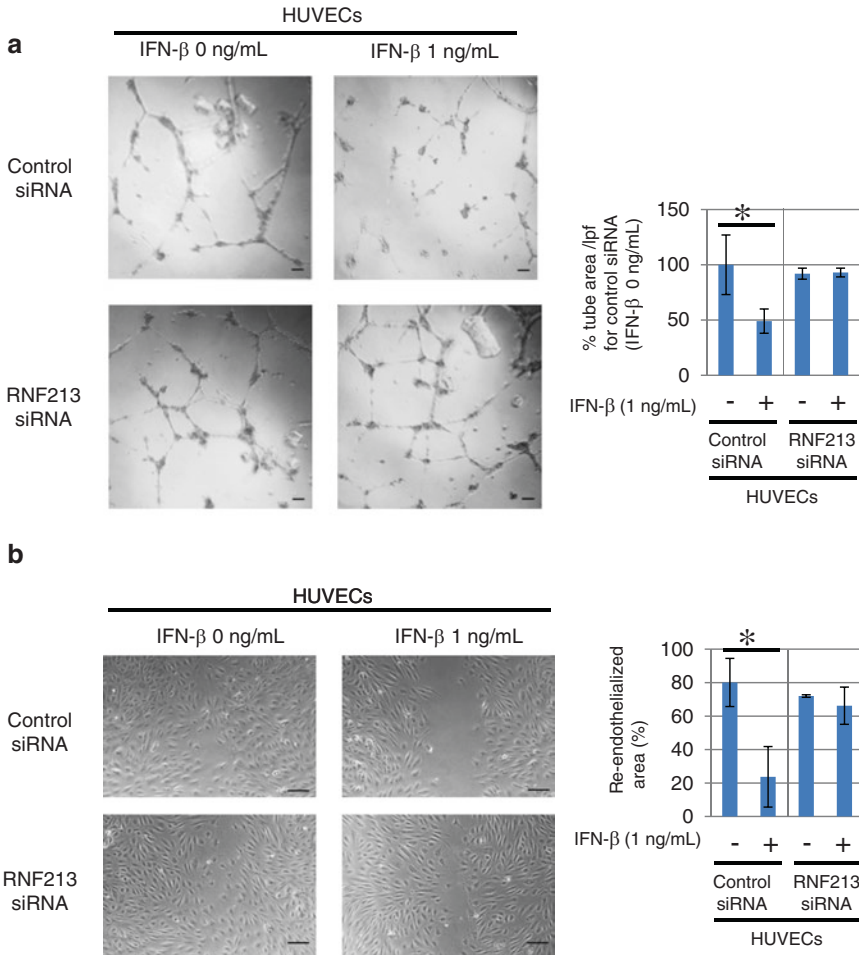 a
HUVECs
IFN-β 0 ng/mL
IFN-β 1 ng/mL
Control
siRNA
RNF213
siRNA
% tube area /lpf
for control siRNA
(IFN-β 0 ng/mL)
150
100
50
0
*
IFN-β (1 ng/mL)
- + - +
Control
siRNA
RNF213
siRNA
HUVECs
b
HUVECs
IFN-β 0 ng/mL
IFN-β 1 ng/mL
Control
siRNA
RNF213
siRNA
Re-endothelialized
area (%)
100
80
60
40
20
0
*
IFN-β (1 ng/mL)
- + - +
Control
siRNA
RNF213
siRNA
HUVECs